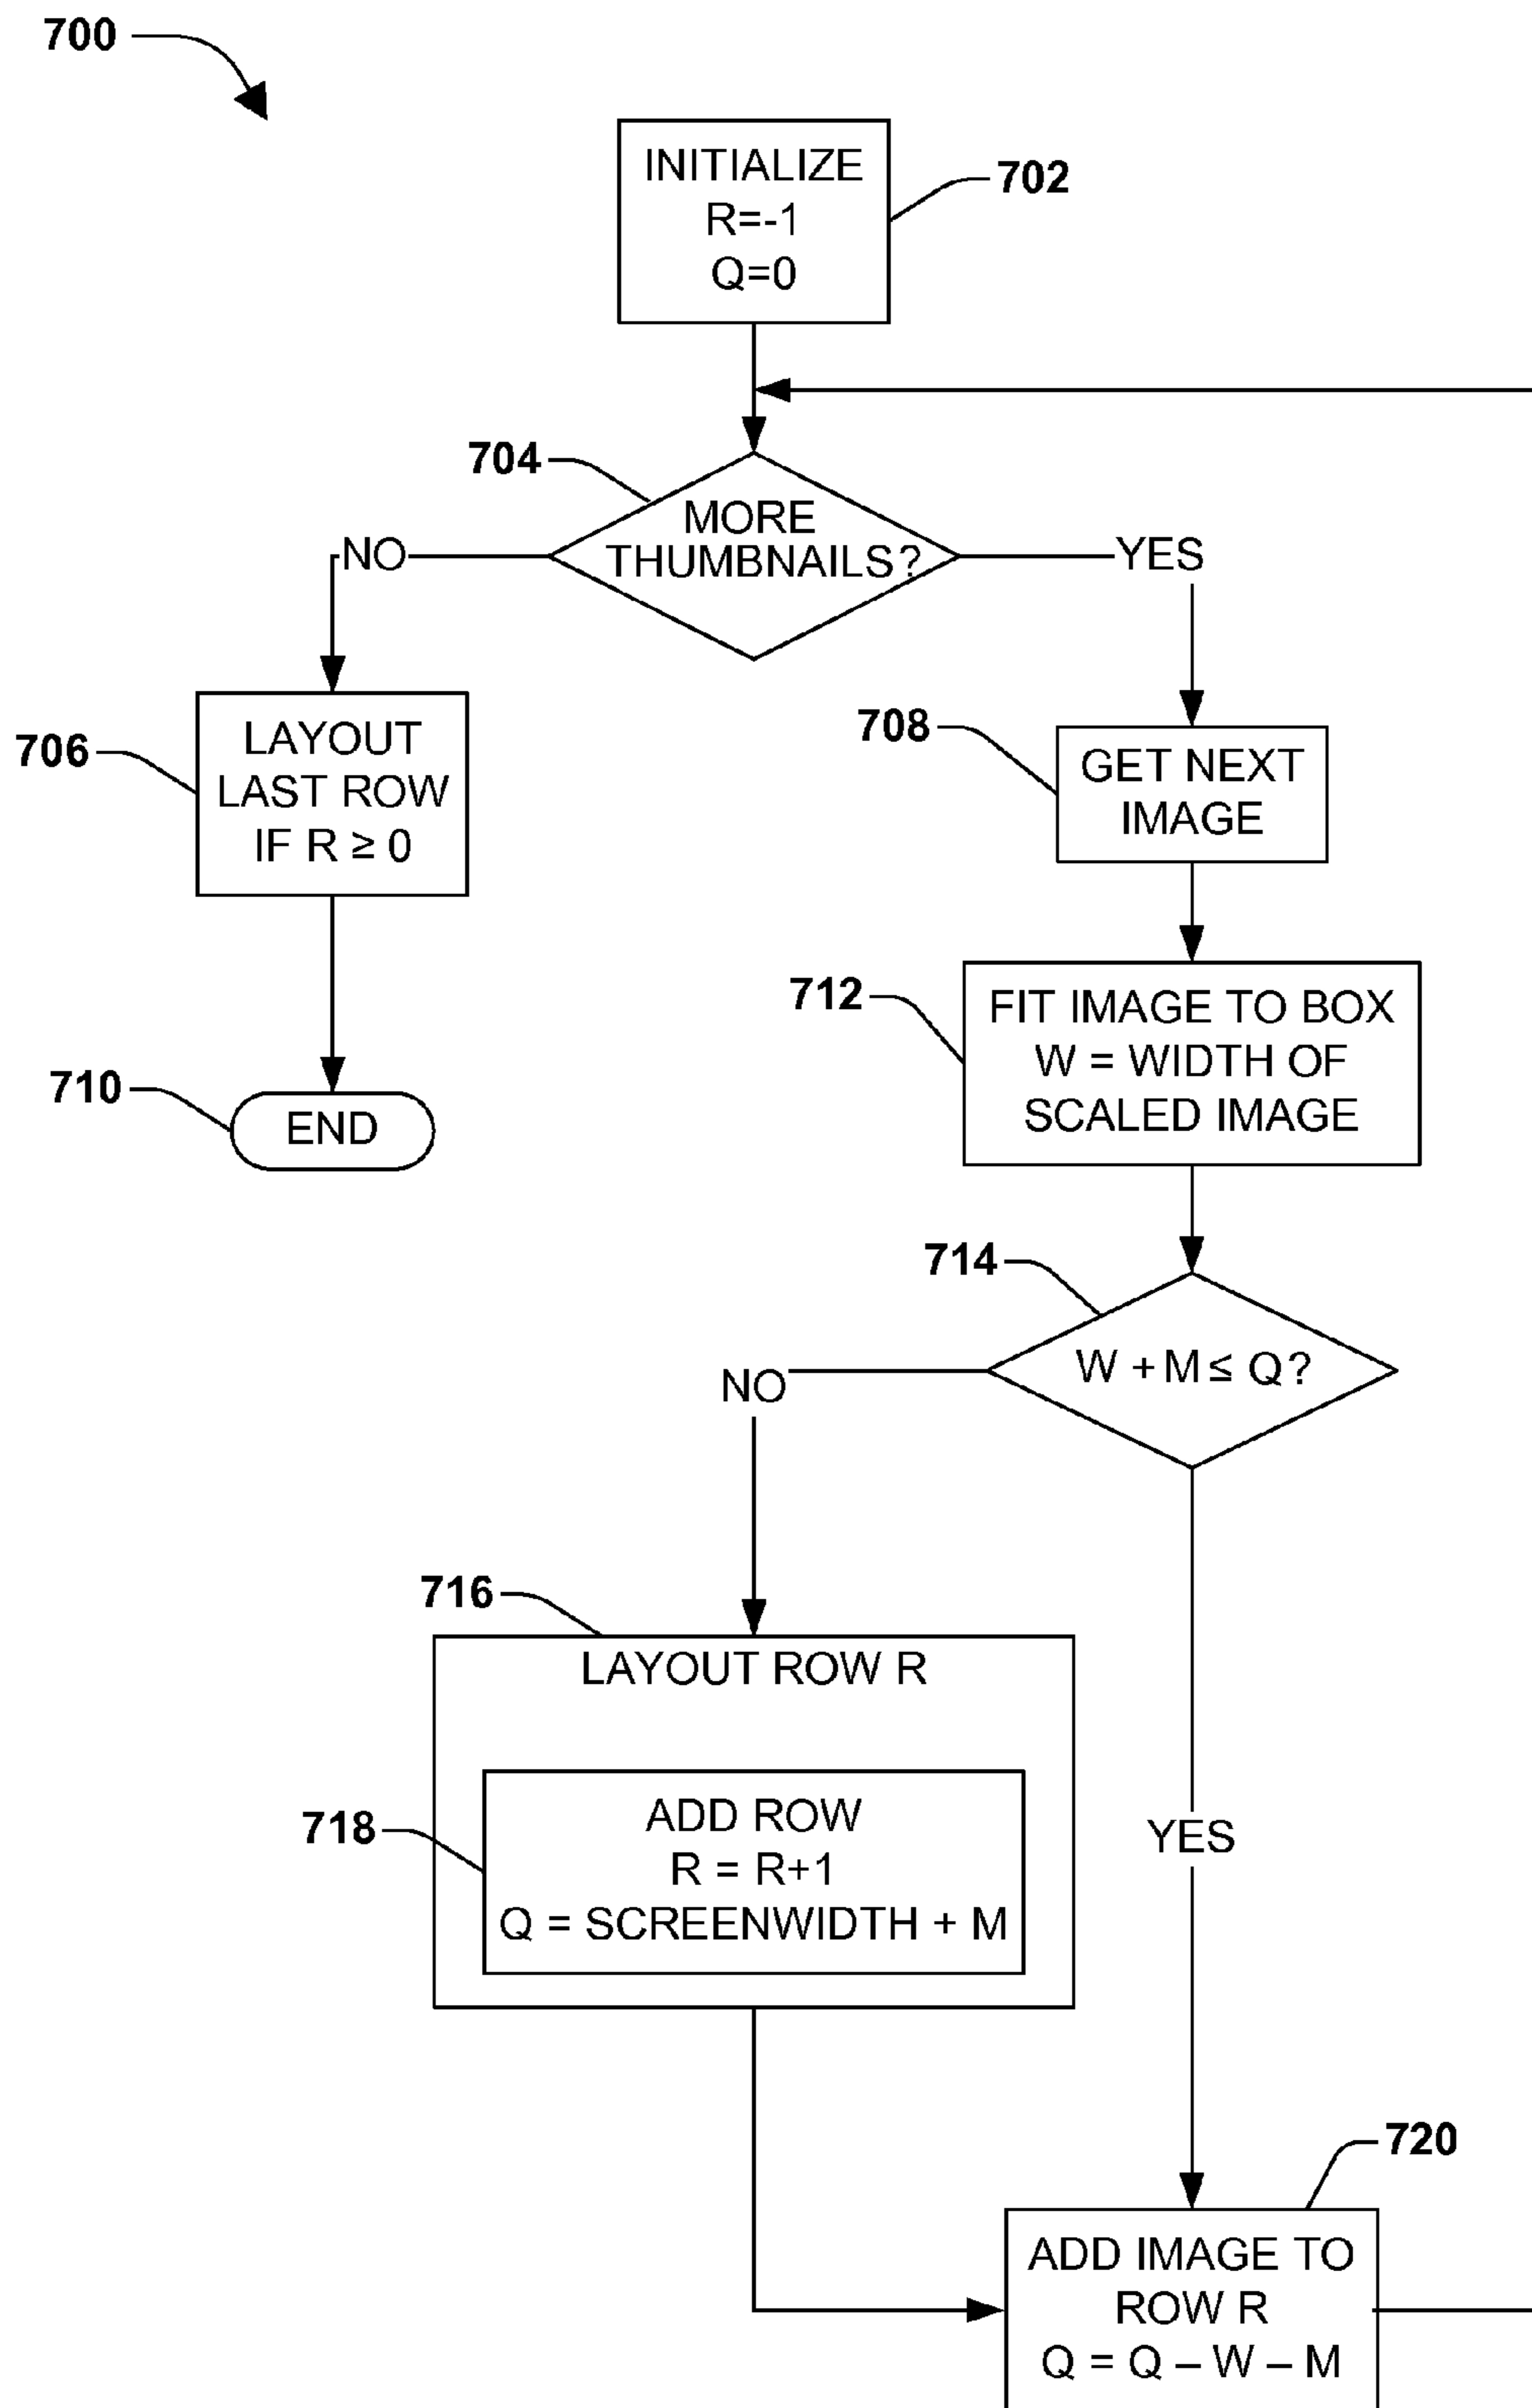 700
INITIALIZE
R=-1
Q=0
702
704
MORE
THUMBNAILS?
NO
YES
706
LAYOUT
LAST ROW
IF R ≥ 0
708
GET NEXT
IMAGE
710
END
712
FIT IMAGE TO BOX
W = WIDTH OF
SCALED IMAGE
714
W + M ≤ Q?
NO
716
LAYOUT ROW R
718
ADD ROW
R = R+1
Q = SCREENWIDTH + M
YES
720
ADD IMAGE TO
ROW R
Q = Q – W – M